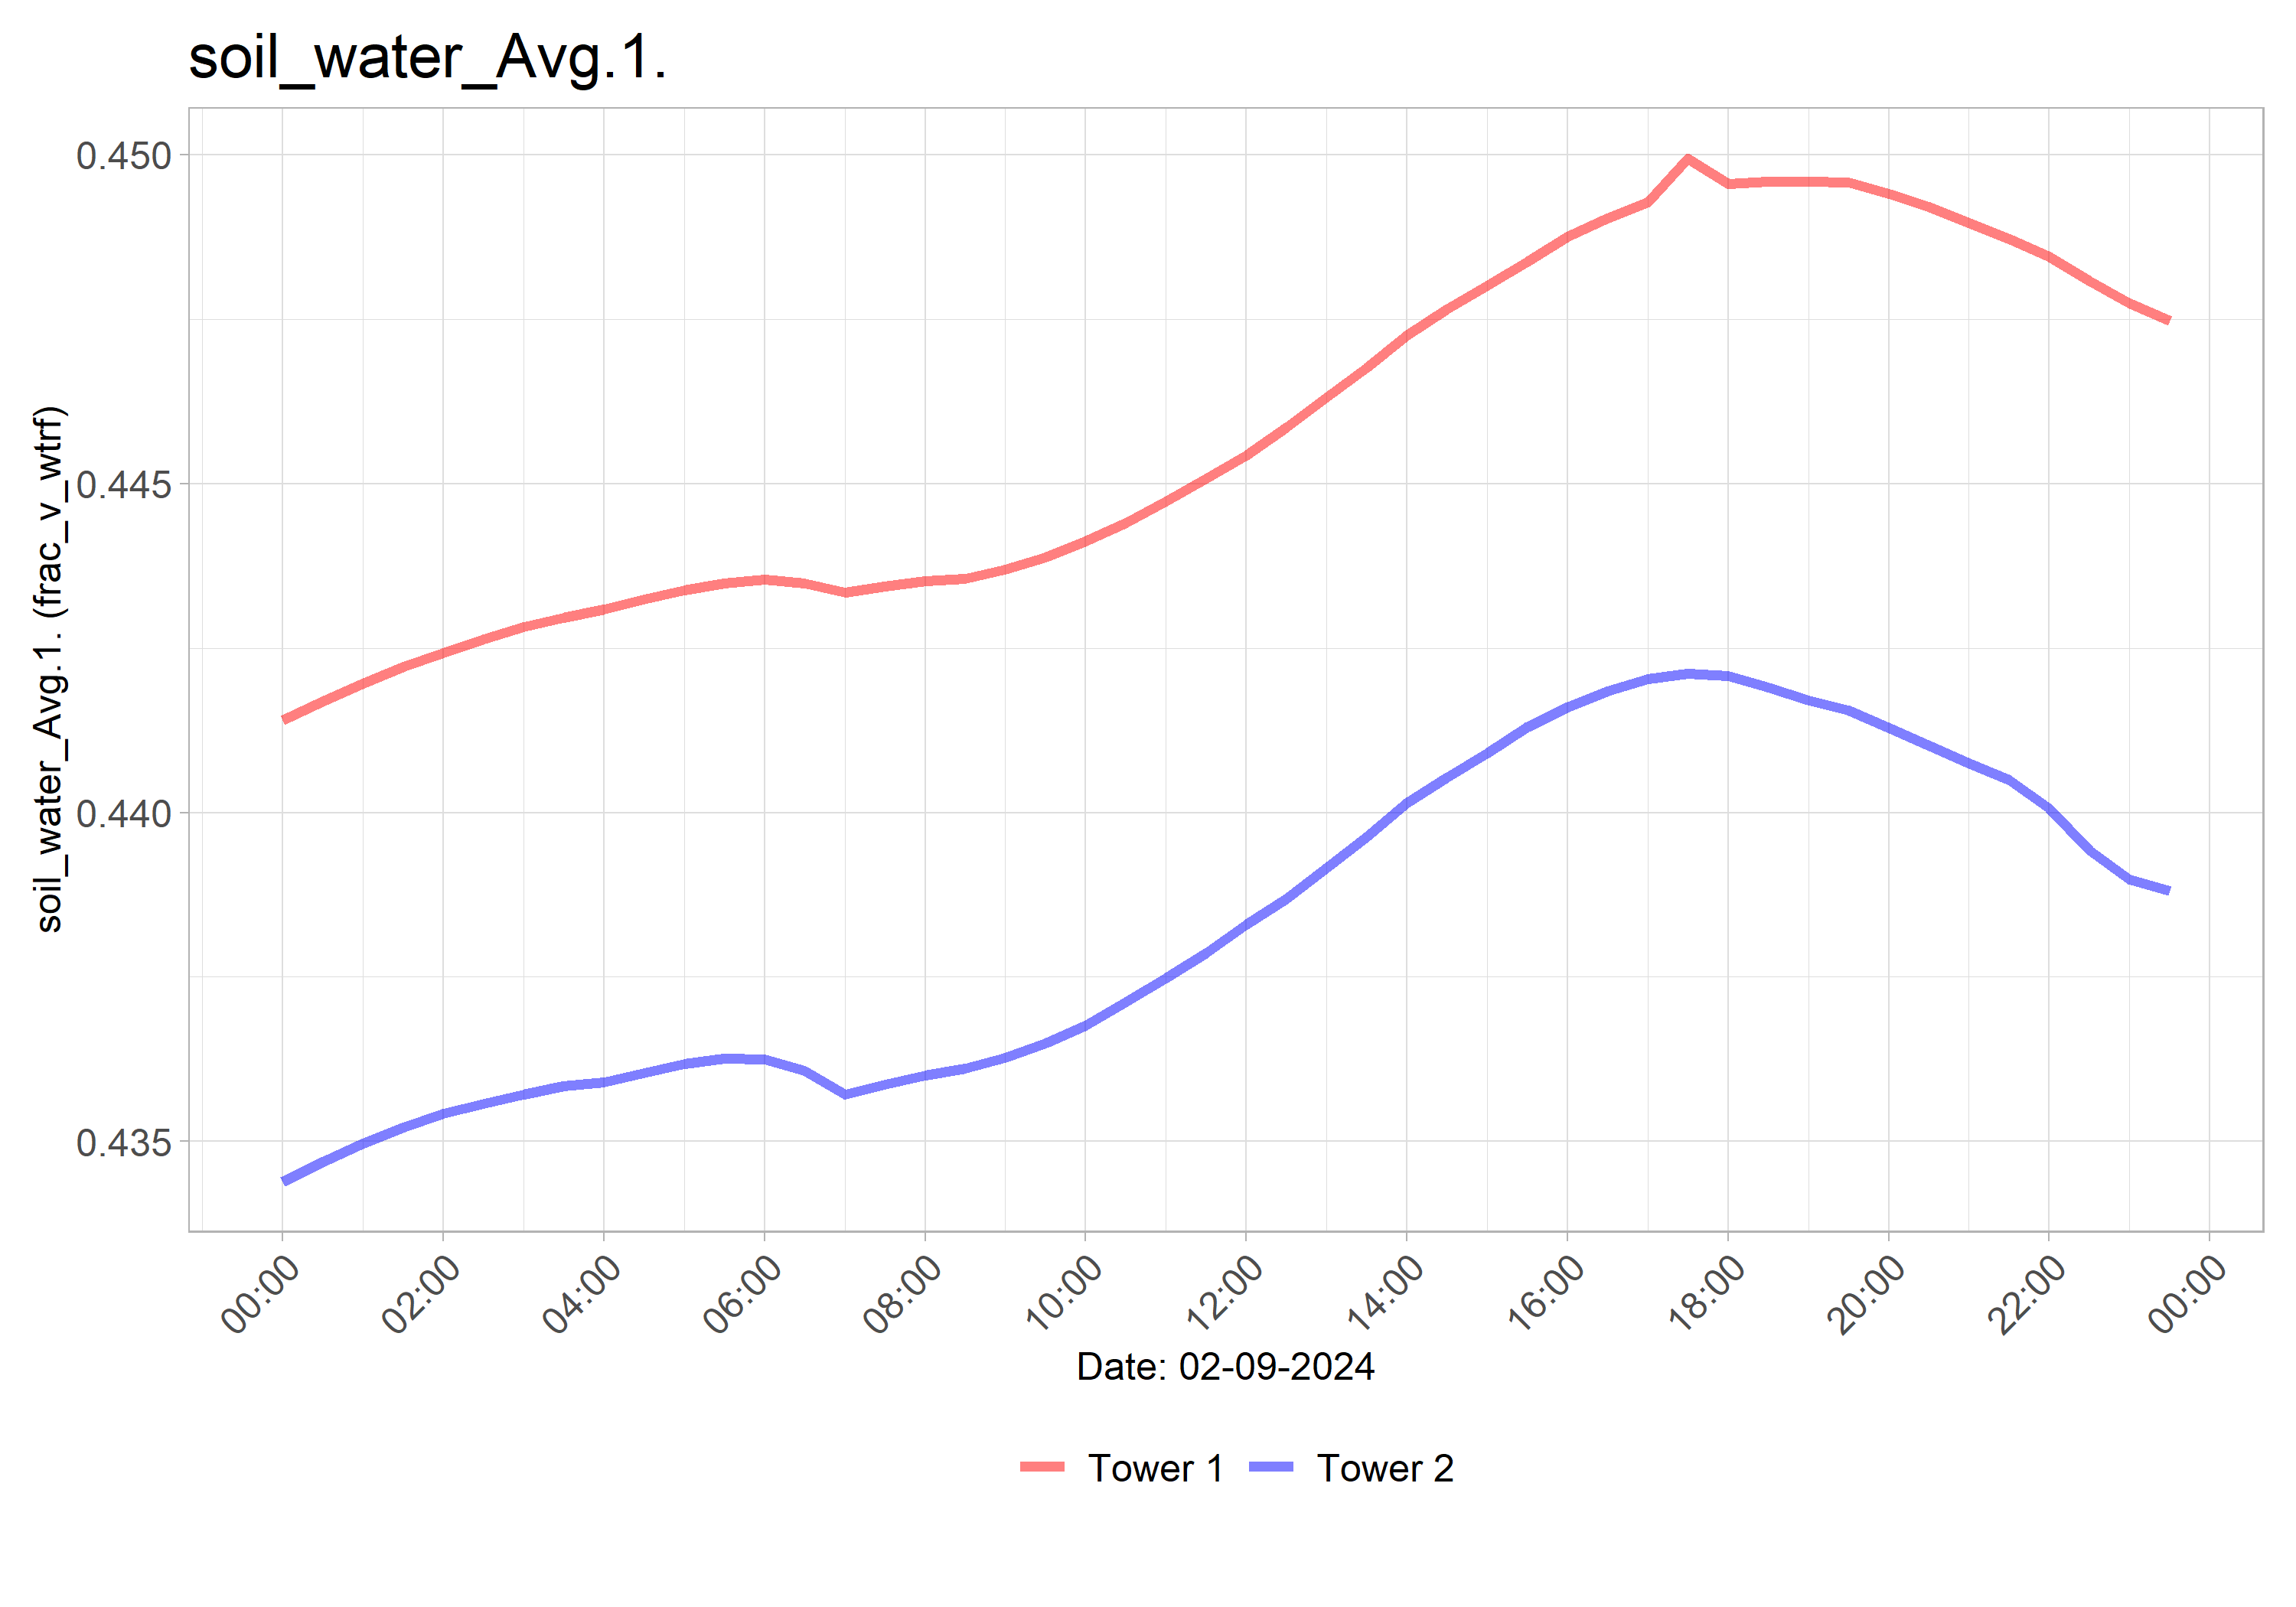 soil_water_Avg.1.
soil_water_Avg.1. (frac_v_wtrf)
0.450
0.445
0.440
0.435
00:00 02:00 04:00 06:00 08:00 10:00 12:00 14:00 16:00 18:00 20:00 22:00 00:00
Date: 02-09-2024
Tower 1 Tower 2